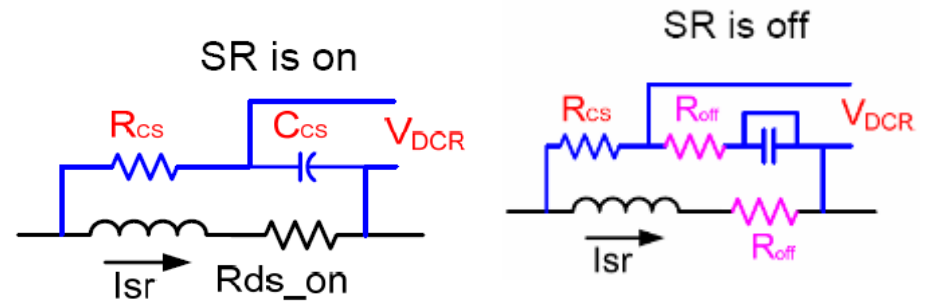 SR is on
RCS
CCS
VDCR
Isr
Rds_on
SR is off
RCS
Roff
VDCR
Isr
Roff